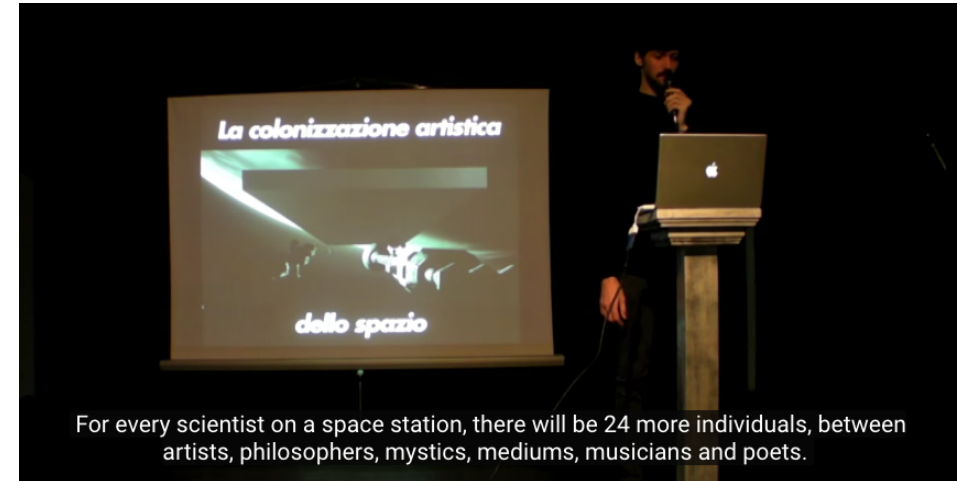 La colonizzazione artistica
dello spazio
For every scientist on a space station, there will be 24 more individuals, between
artists, philosophers, mystics, mediums, musicians and poets.